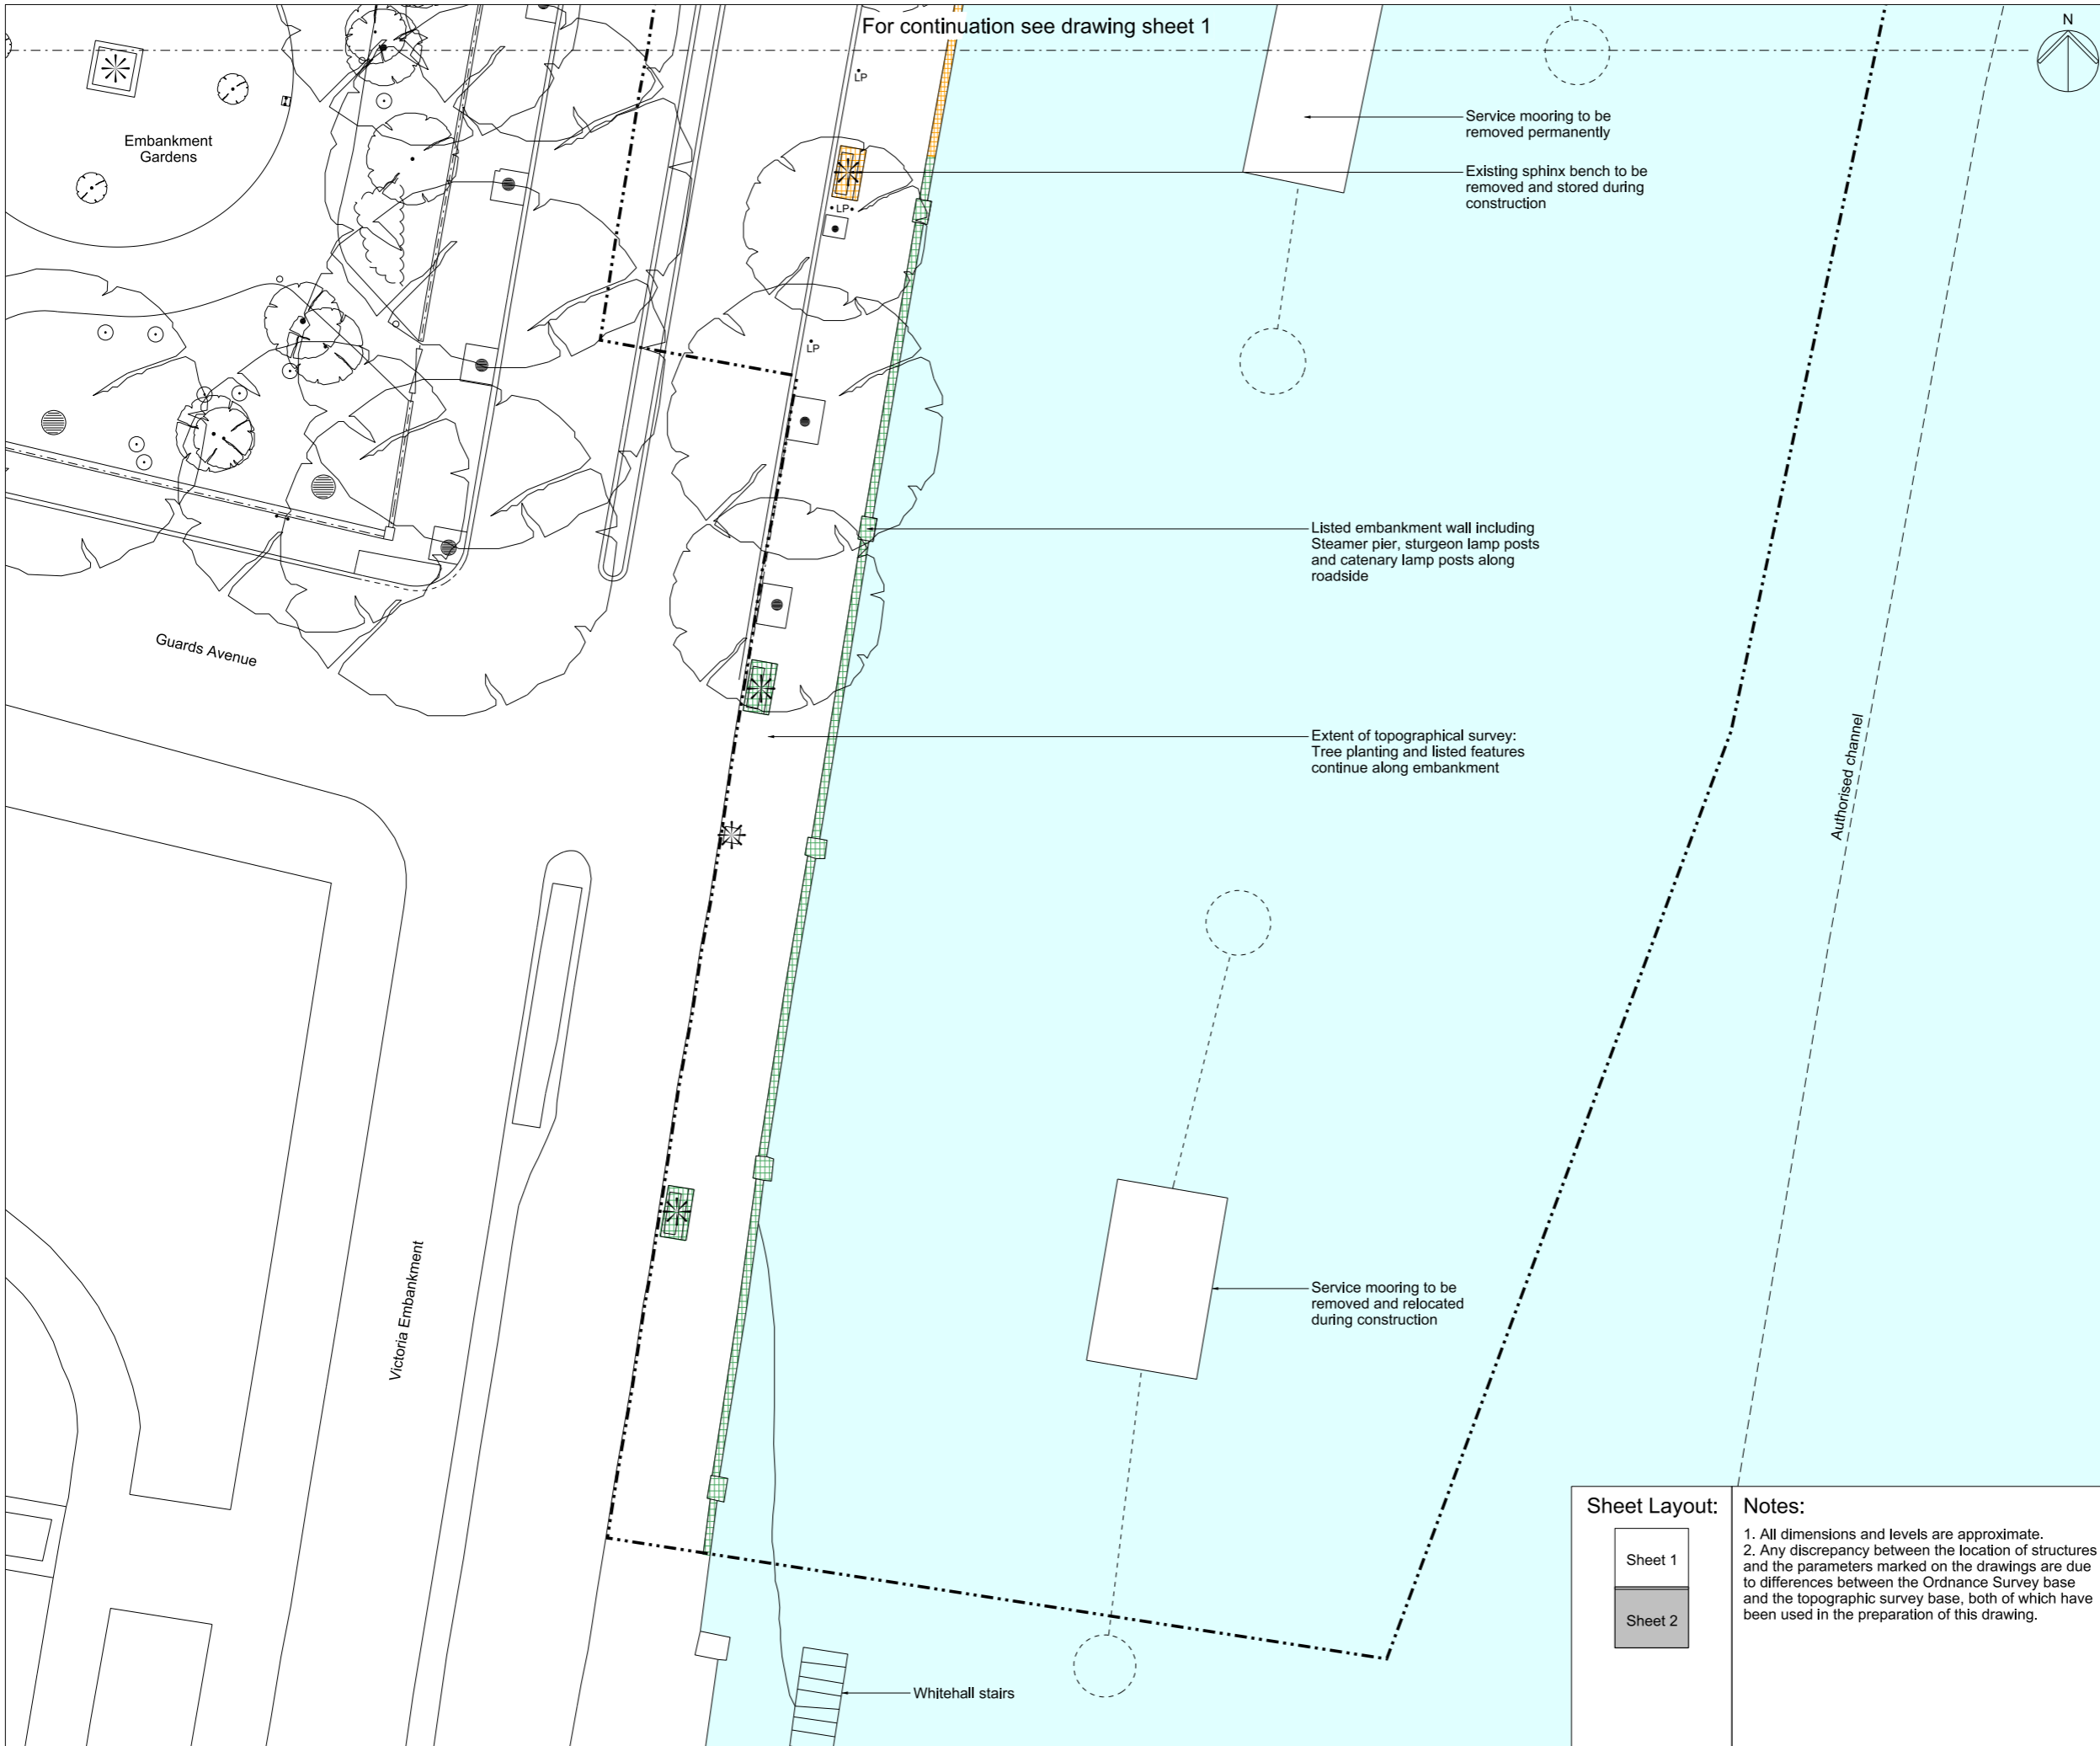 For continuation see drawing sheet 1
N
LP
Service mooring to be
removed permanently
Embankment
Gardens
Existing sphinx bench to be
removed and stored during
construction
LP
LP
Listed embankment wall including
Steamer pier, sturgeon lamp posts
and catenary lamp posts along
roadside
Guards Avenue
Extent of topographical survey:
Tree planting and listed features
continue along embankment
Authorised channel
Victoria Embankment
Service mooring to be
removed and relocated
during construction
Whitehall stairs
Sheet Layout:
Sheet 1
Sheet 2
Notes:
1. All dimensions and levels are approximate.
2. Any discrepancy between the location of structures
and the parameters marked on the drawings are due
to differences between the Ordnance Survey base
and the topographic survey base, both of which have
been used in the preparation of this drawing.